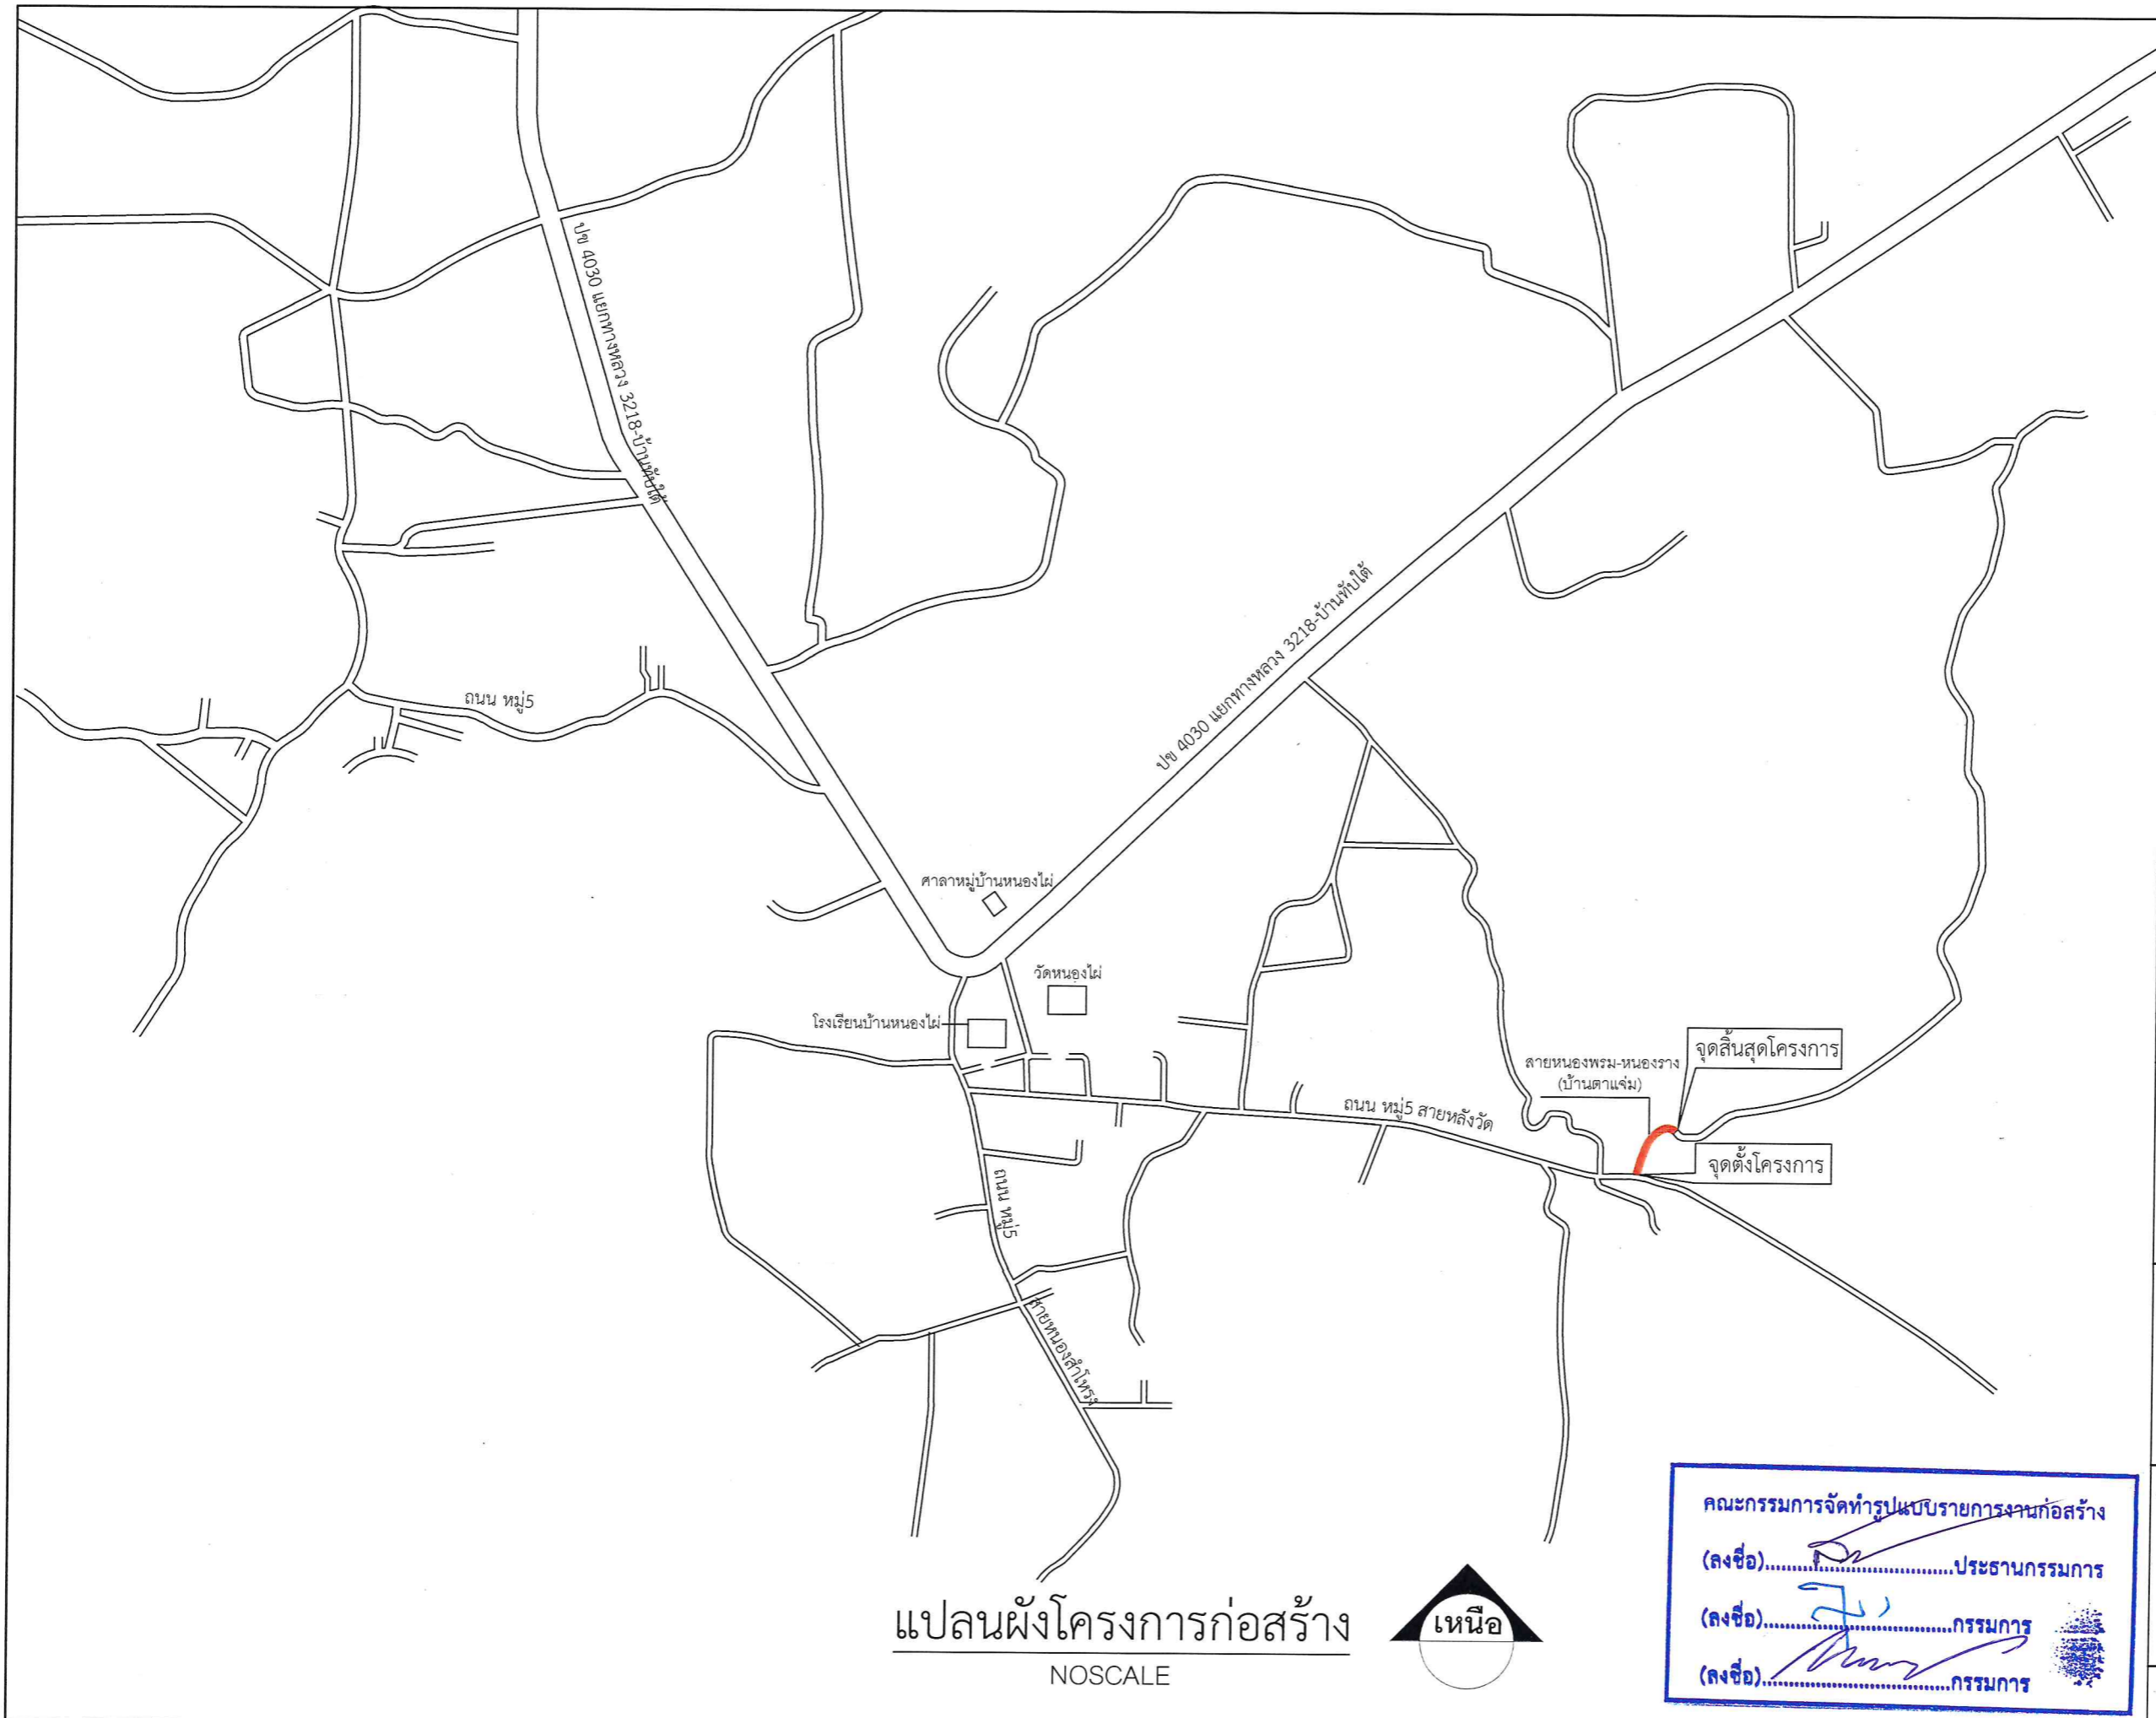 ปข 4030 แยกทางหลวง 3218-บ้านทับใต้
ปข 4030 แยกทางหลวง 3218-บ้านทับใต้
ถนน หมู่5
ศาลาหมู่บ้านหนองไผ่
วัดหนองไผ่
โรงเรียนบ้านหนองไผ่
จุดสิ้นสุดโครงการ
สายหนองพรม-หนองราง
(บ้านตาแจ่ม)
ถนน หมู่5 สายหลังวัด
จุดตั้งโครงการ
ถนน หมู่5
สายหนองสำโหรง
แปลนผังโครงการก่อสร้าง
NOSCALE
เหนือ
คณะกรรมการจัดทำรูปแบบรายการงานก่อสร้าง
(ลงชื่อ)................................ประธานกรรมการ
(ลงชื่อ)................................กรรมการ
(ลงชื่อ)................................กรรมการ